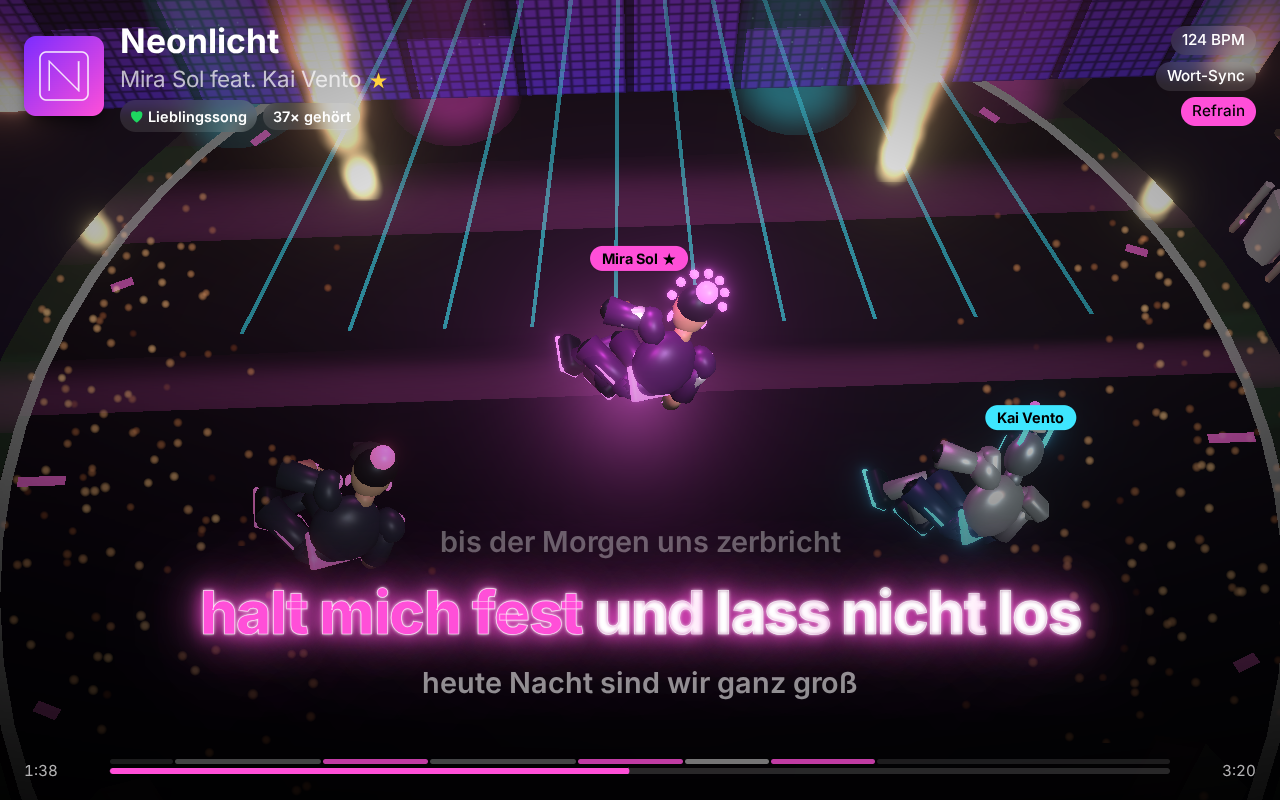 Neonlicht
Mira Sol feat. Kai Vento ★
Lieblingssong
37× gehört
124 BPM
Wort-Sync
Refrain
N
Mira Sol ★
Kai Vento
bis der Morgen uns zerbricht
halt mich fest und lass nicht los
heute Nacht sind wir ganz groß
1:38
3:20